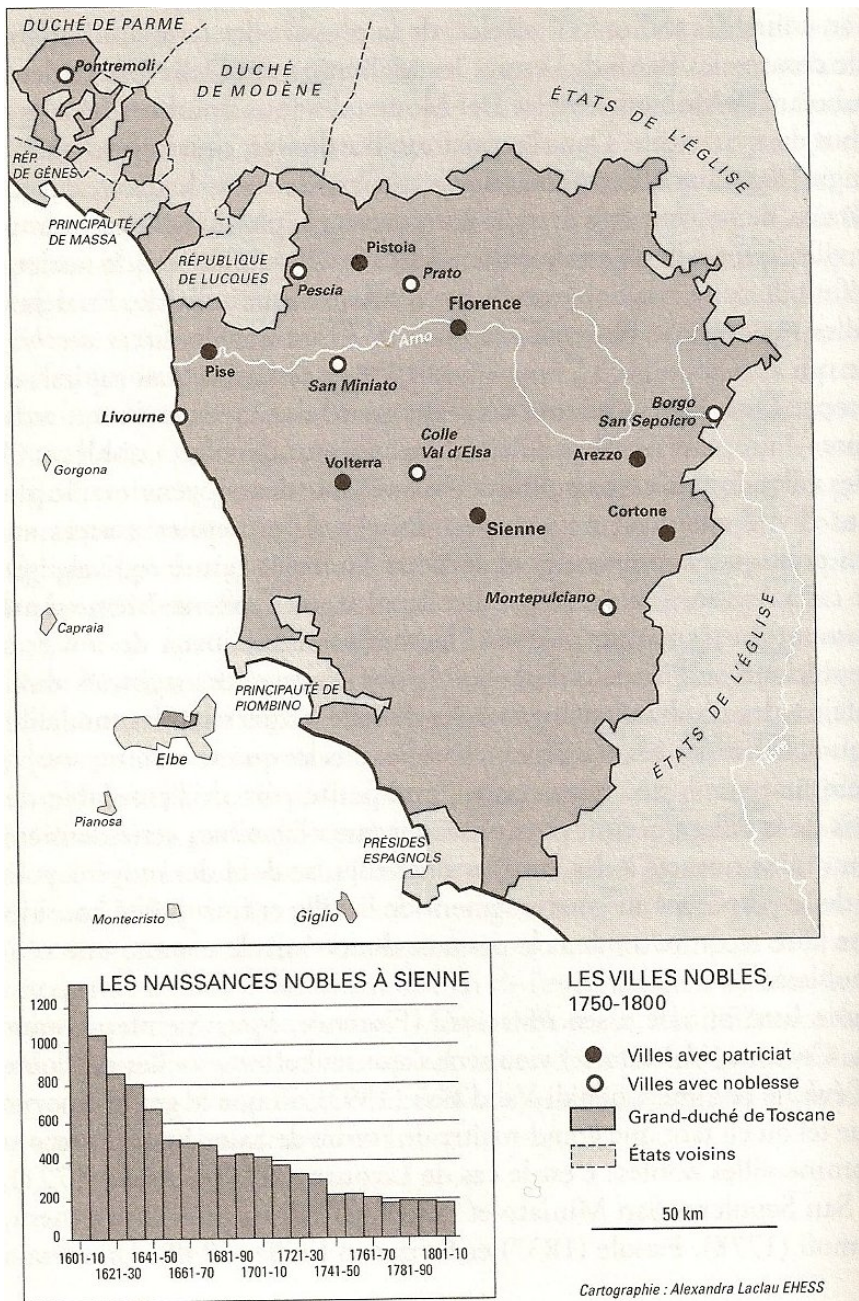 DUCHÉ DE PARME
Pontremoli
DUCHÉ
DE MODÈNE
ÉTATS DE L'ÉGLISE
RÉP.
DE GÊNES
PRINCIPAUTÉ
DE MASSA
RÉPUBLIQUE
DE LUCQUES
Pescia
Pistoia
Prato
Florence
Arno
Pise
San Miniato
Livourne
Borgo
San Sepolcro
Colle
Val d'Elsa
Gorgona
Volterra
Arezzo
Sienne
Cortone
Montepulciano
Capraia
PRINCIPAUTÉ DE
PIOMBINO
ÉTATS DE L'ÉGLISE
Elbe
Pianosa
PRÉSIDES
ESPAGNOLS
Montecristo
Giglio
LES NAISSANCES NOBLES À SIENNE
1200
1000
800
600
400
200
0
1601-10 1641-50 1681-90 1721-30 1761-70 1801-10
1621-30 1661-70 1701-10 1741-50 1781-90
LES VILLES NOBLES,
1750-1800
Villes avec patriciat
Villes avec noblesse
Grand-duché de Toscane
États voisins
50 km
Cartographie : Alexandra Laclau EHESS